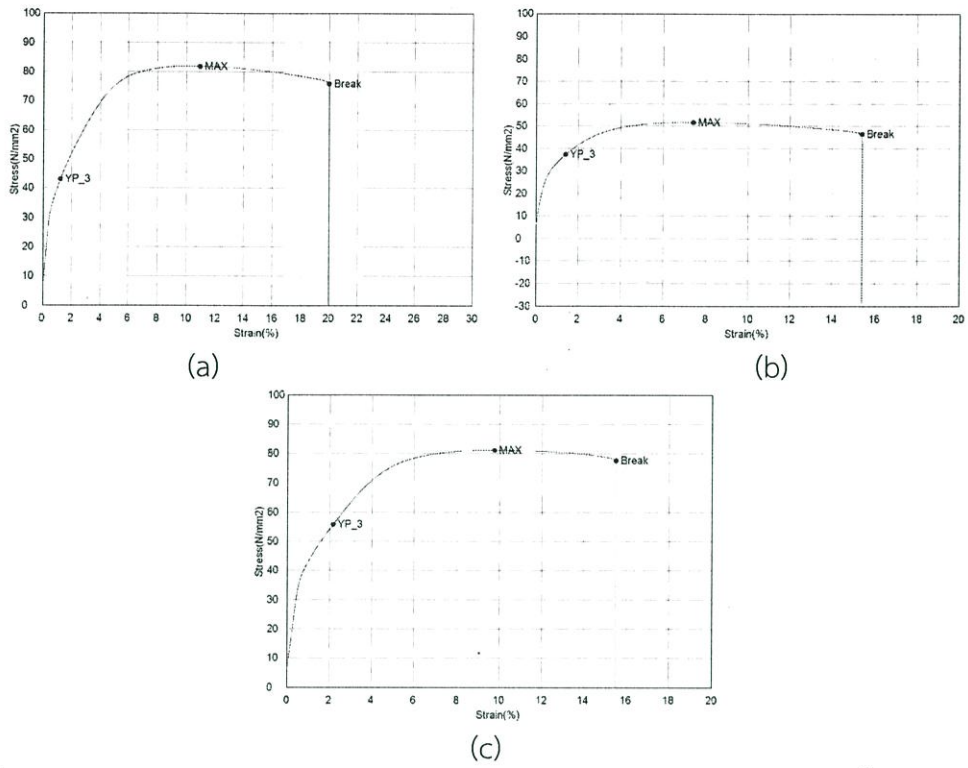 100
90
80
70
60
50
40
30
20
10
0
Stress(N/mm2)
MAX
Break
YP_3
0 2 4 6 8 10 12 14 16 18 20 22 24 26 28 30
Strain(%)
(a)
100
90
80
70
60
50
40
30
20
10
0
-10
-20
-30
Stress(N/mm2)
MAX
Break
YP_3
0 2 4 6 8 10 12 14 16 18 20
Strain(%)
(b)
100
90
80
70
60
50
40
30
20
10
0
Stress(N/mm2)
MAX
Break
YP_3
0 2 4 6 8 10 12 14 16 18 20
Strain(%)
(c)